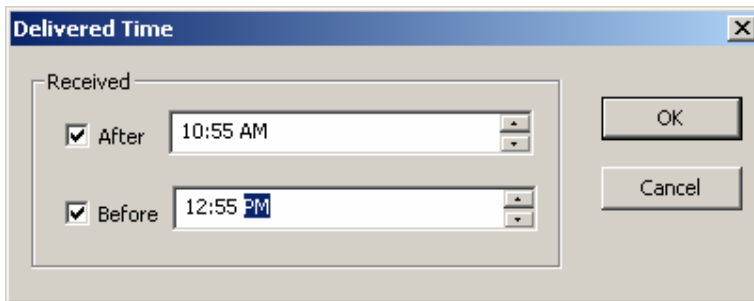 Delivered Time
Received
After 10:55 AM
OK
Before 12:55 PM
Cancel